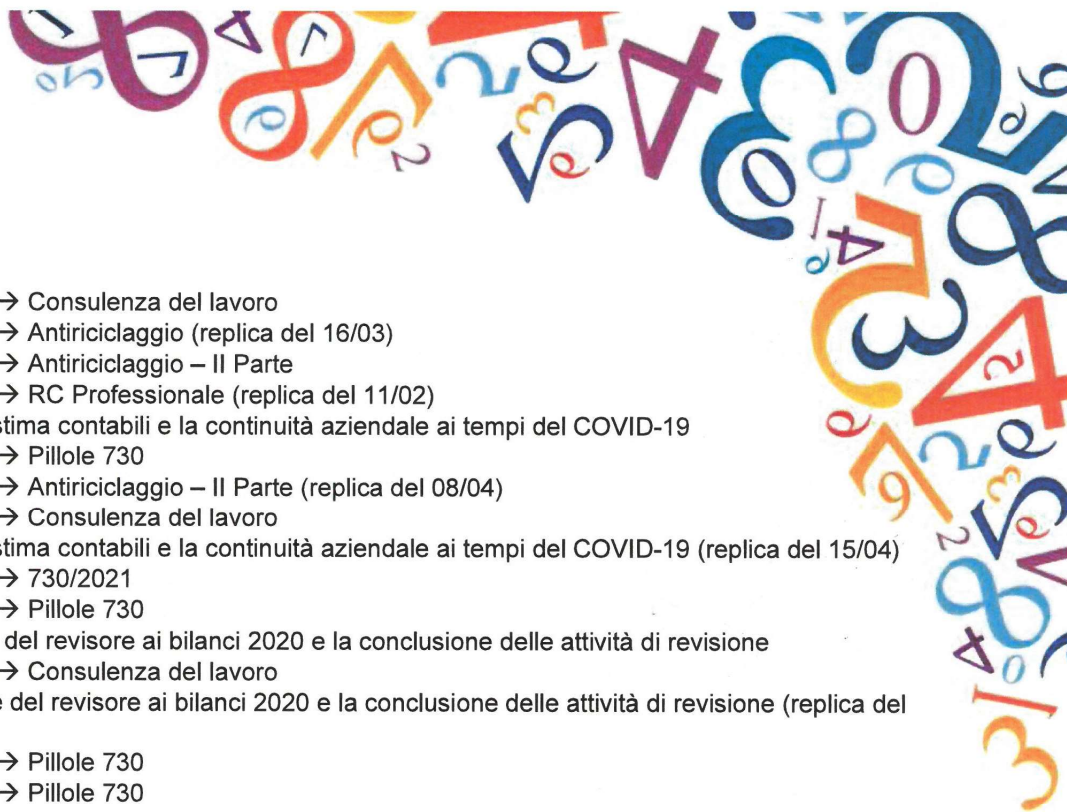 → Consulenza del lavoro
→ Antiriciclaggio (replica del 16/03)
→ Antiriciclaggio – II Parte
→ RC Professionale (replica del 11/02)
stima contabili e la continuità aziendale ai tempi del COVID-19
→ Pillole 730
→ Antiriciclaggio – II Parte (replica del 08/04)
→ Consulenza del lavoro
stima contabili e la continuità aziendale ai tempi del COVID-19 (replica del 15/04)
→ 730/2021
→ Pillole 730
del revisore ai bilanci 2020 e la conclusione delle attività di revisione
→ Consulenza del lavoro
e del revisore ai bilanci 2020 e la conclusione delle attività di revisione (replica del
→ Pillole 730
→ Pillole 730